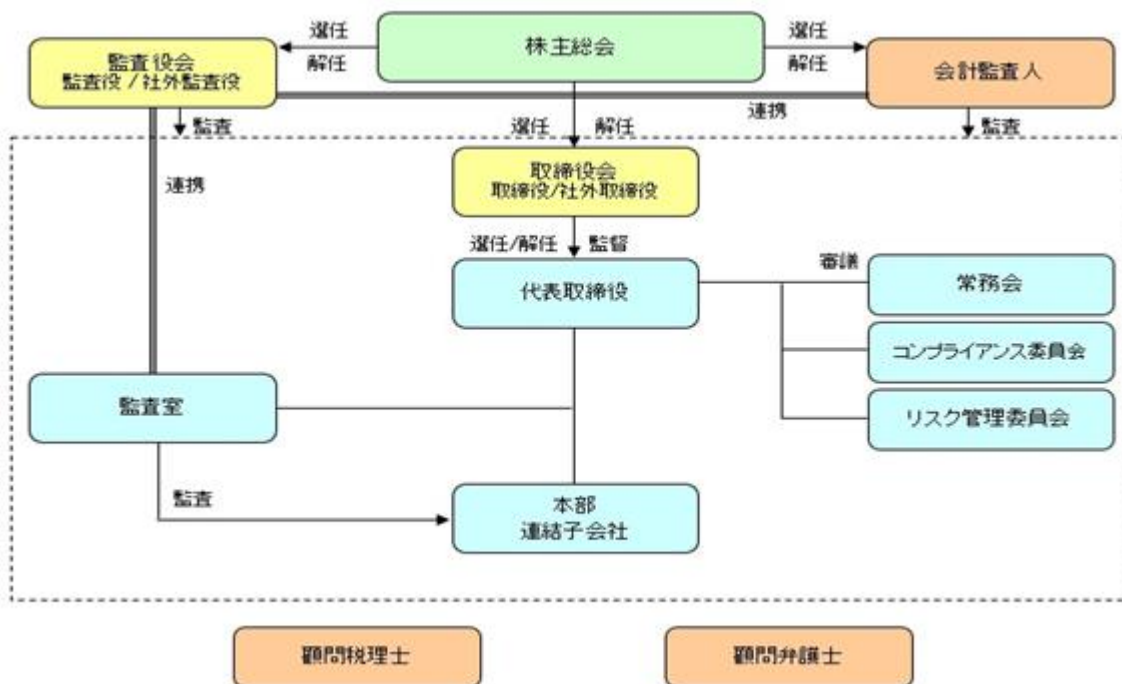 選任
株主総会
選任
監査役会
監査役/社外監査役
解任
解任
会計監査人
連携
監査
選任
解任
監査
取締役会
取締役/社外取締役
連携
選任/解任
監督
代表取締役
審議
常務会
コンプライアンス委員会
監査室
リスク管理委員会
監査
本部
連結子会社
顧問税理士
顧問弁護士